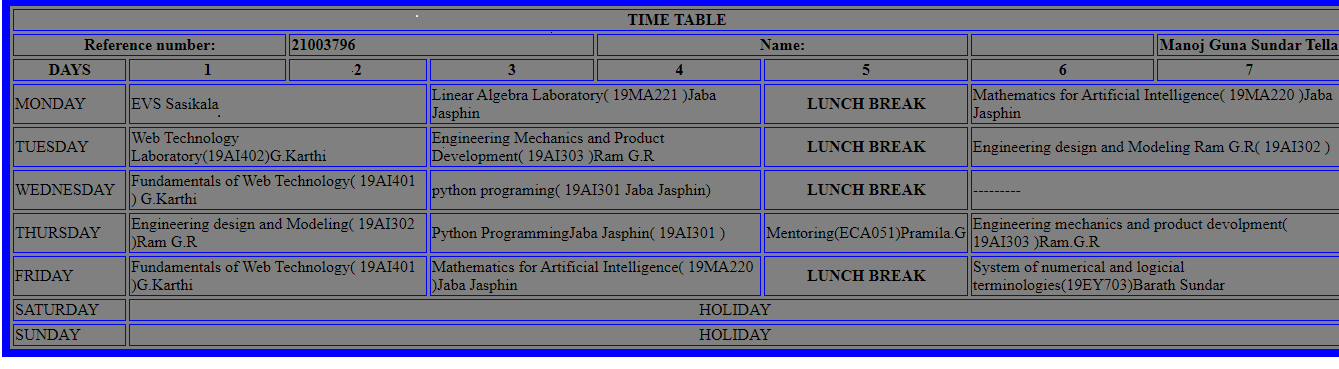 TIME TABLE
Reference number: 21003796 Name: Manoj Guna Sundar Tella
DAYS 1 2 3 4 5 6 7
MONDAY
EVS Sasikala
Linear Algebra Laboratory( 19MA221 )Jaba
Jasphin
LUNCH BREAK
Mathematics for Artificial Intelligence( 19MA220 )Jaba
Jasphin
TUESDAY
Web Technology
Laboratory(19AI402)G.Karthi
Engineering Mechanics and Product
Development( 19AI303 )Ram G.R
LUNCH BREAK
Engineering design and Modeling Ram G.R( 19AI302 )
WEDNESDAY
Fundamentals of Web Technology( 19AI401
) G.Karthi
python programing( 19AI301 Jaba Jasphin)
LUNCH BREAK
---------
THURSDAY
Engineering design and Modeling( 19AI302
)Ram G.R
Python ProgrammingJaba Jasphin( 19AI301 )
Mentoring(ECA051)Pramila.G
Engineering mechanics and product devolpment(
19AI303 )Ram.G.R
FRIDAY
Fundamentals of Web Technology( 19AI401
)G.Karthi
Mathematics for Artificial Intelligence( 19MA220
)Jaba Jasphin
LUNCH BREAK
System of numerical and logicial
terminologies(19EY703)Barath Sundar
SATURDAY HOLIDAY
SUNDAY HOLIDAY